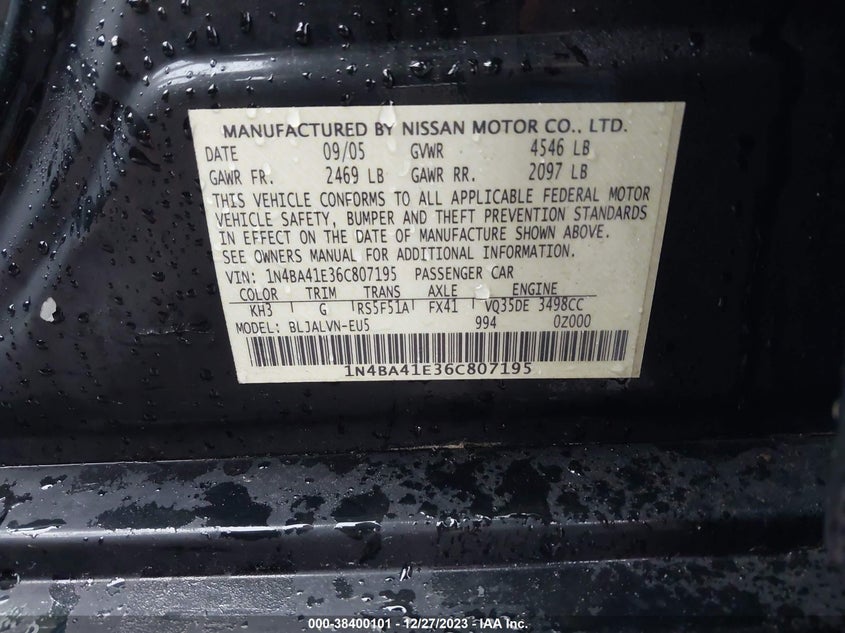 MANUFACTURED BY NISSAN MOTOR CO., LTD.
DATE 09/05 GVWR 4546 LB
GAWR FR. 2469 LB GAWR RR. 2097 LB
THIS VEHICLE CONFORMS TO ALL APPLICABLE FEDERAL MOTOR
VEHICLE SAFETY, BUMPER AND THEFT PREVENTION STANDARDS
IN EFFECT ON THE DATE OF MANUFACTURE SHOWN ABOVE.
SEE OWNERS MANUAL FOR ADDITIONAL INFORMATION.
VIN: 1N4BA41E36C807195 PASSENGER CAR
COLOR TRIM TRANS AXLE ENGINE
KH3 G RS5F51A FX41 VQ35DE 3498CC
MODEL: BLJALVN-EU5 994 0Z000
1N4BA41E36C807195
000-38400101 - 12/27/2023 - IAA Inc.